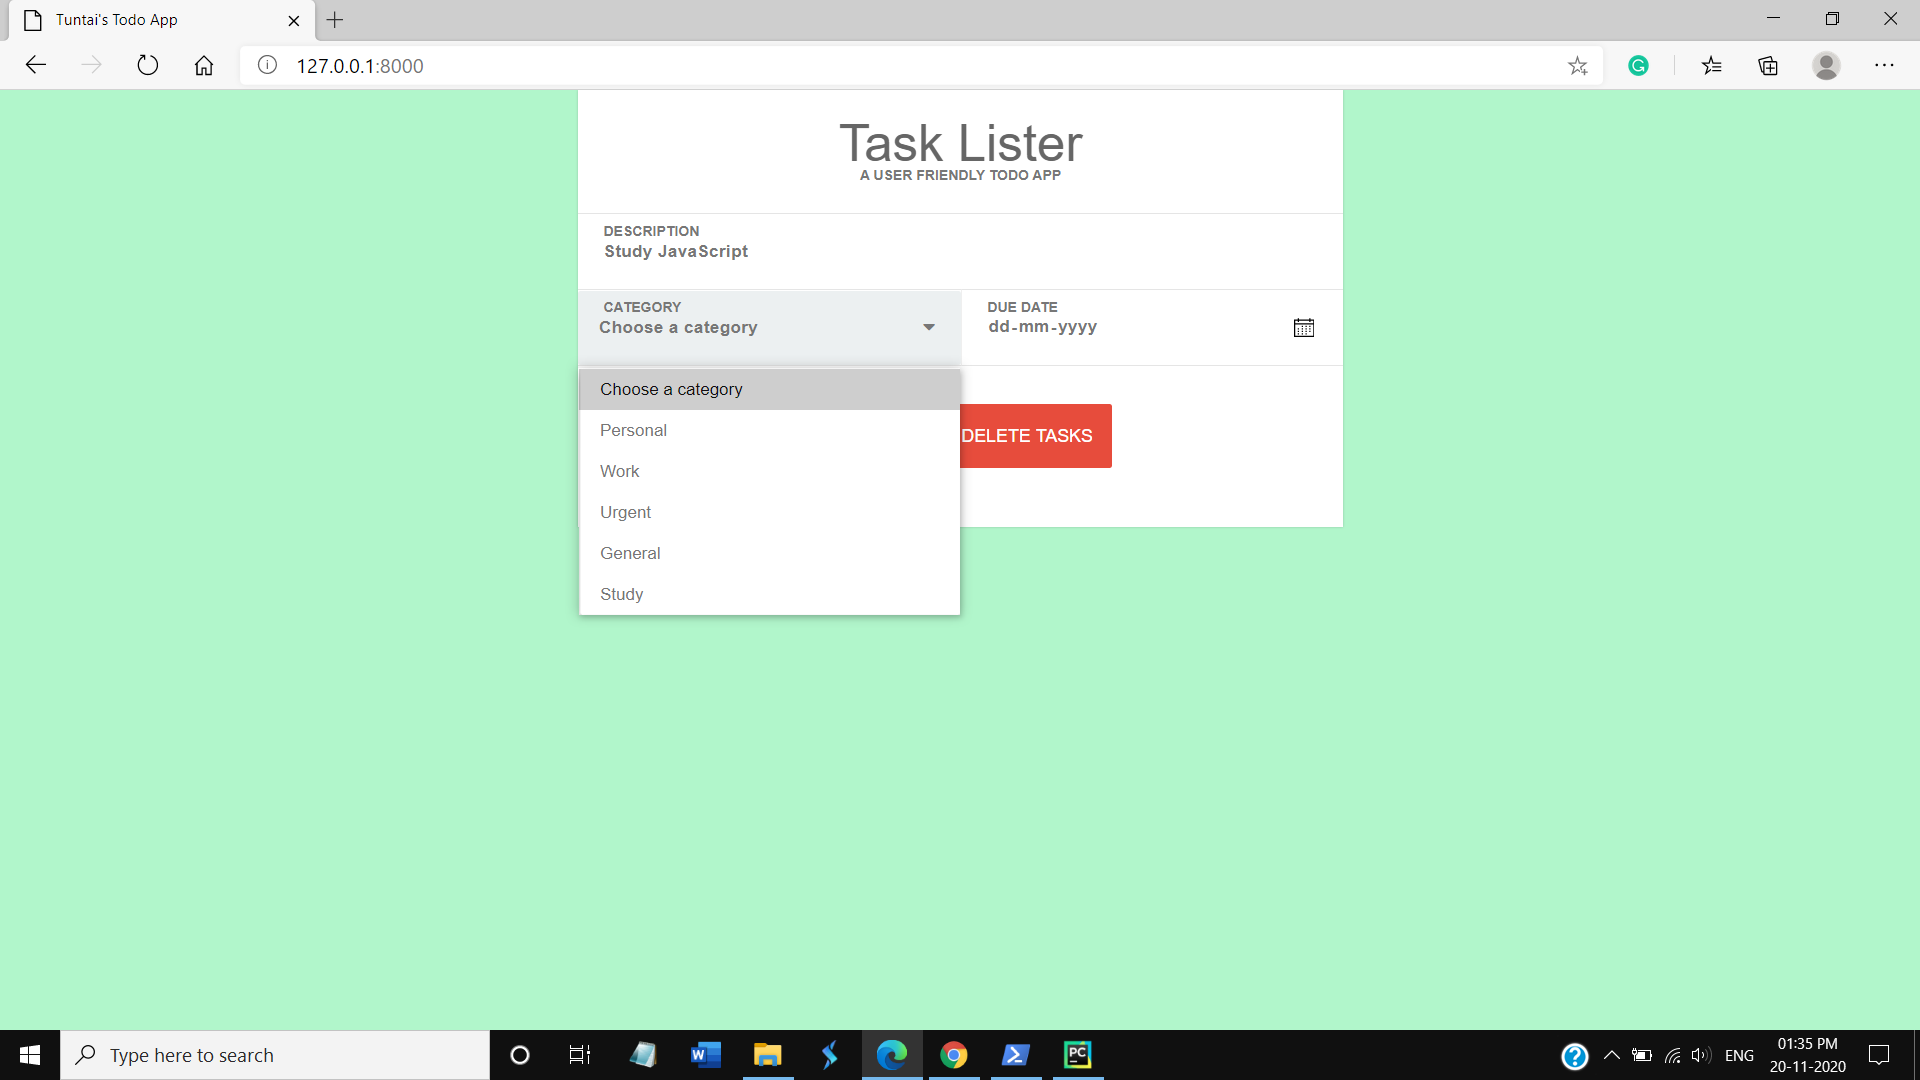 Tuntai's Todo App
127.0.0.1:8000
Task Lister
A USER FRIENDLY TODO APP
DESCRIPTION
Study JavaScript
CATEGORY
Choose a category
DUE DATE
dd-mm-yyyy
Choose a category
Personal
Work
Urgent
General
Study
DELETE TASKS
Type here to search
W
PC
?
ENG
01:35 PM
20-11-2020